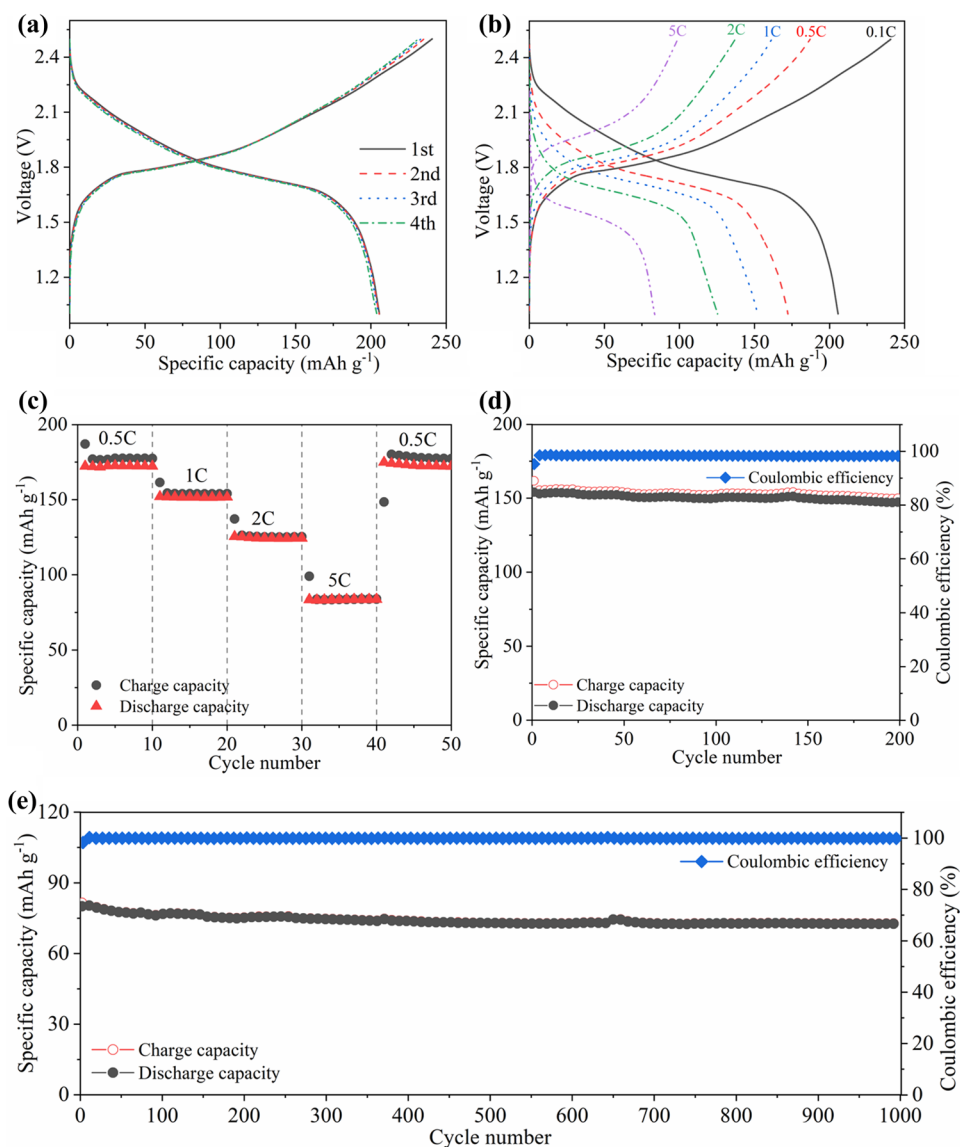 (a)
2.4
2.1
1.8
1.5
1.2
Voltage (V)
1st
2nd
3rd
4th
0 50 100 150 200 250
Specific capacity (mAh g⁻¹)
(b)
5C 2C 1C 0.5C 0.1C
2.4
2.1
1.8
1.5
1.2
Voltage (V)
0 50 100 150 200 250
Specific capacity (mAh g⁻¹)
(c)
200
150
100
50
0
Specific capacity (mAh g⁻¹)
0.5C
1C
2C
5C
0.5C
Charge capacity
Discharge capacity
0 10 20 30 40 50
Cycle number
(d)
200
150
100
50
0
Specific capacity (mAh g⁻¹)
Coulombic efficiency
Charge capacity
Discharge capacity
100
80
60
40
20
0
Coulombic efficiency (%)
0 50 100 150 200
Cycle number
(e)
120
90
60
30
0
Specific capacity (mAh g⁻¹)
Coulombic efficiency
Charge capacity
Discharge capacity
100
80
60
40
20
0
Coulombic efficiency (%)
0 100 200 300 400 500 600 700 800 900 1000
Cycle number